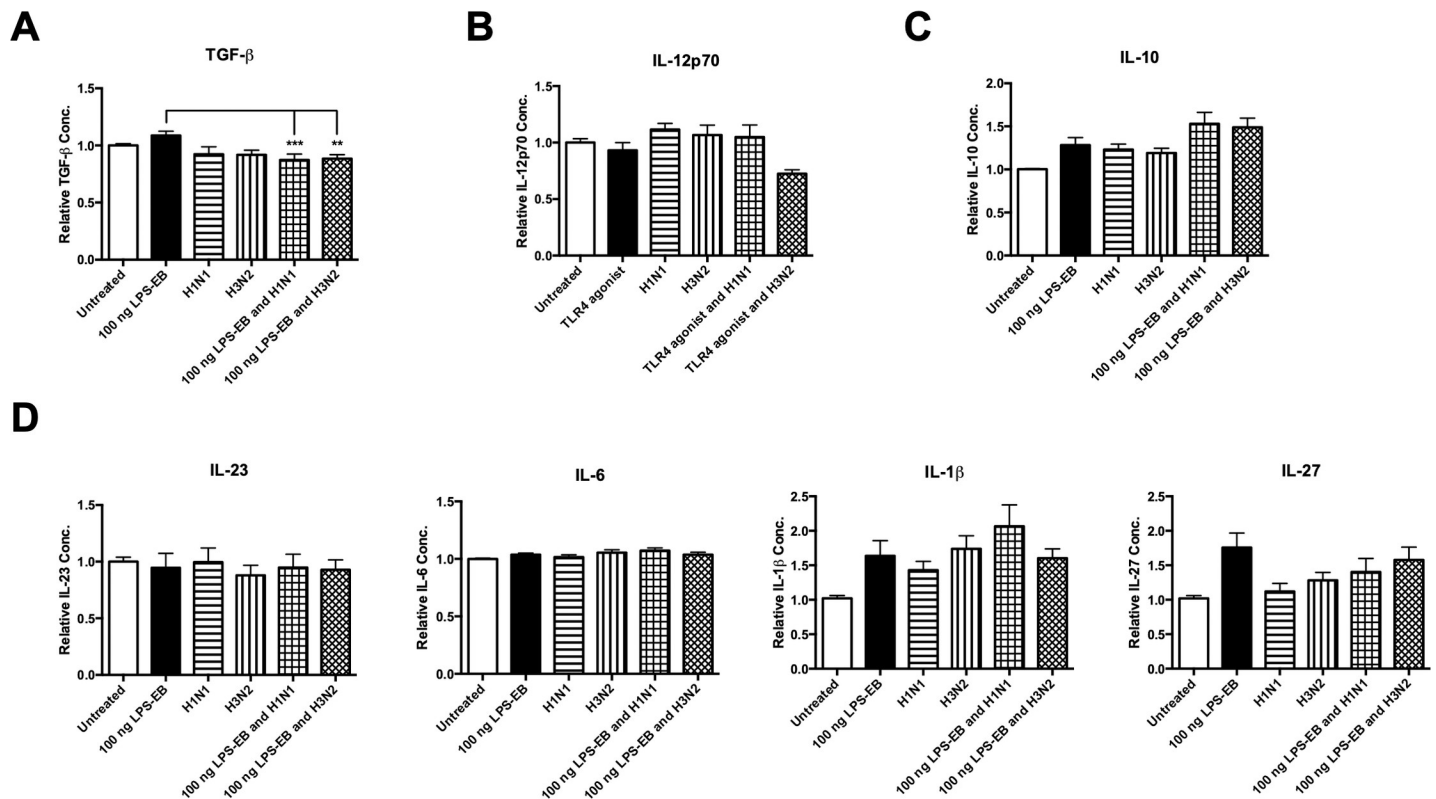 A
TGF-β
Relative TGF-β Conc.
1.5
1.0
0.5
0.0
***
**
Untreated
100 ng LPS-EB
H1N1
H3N2
100 ng LPS-EB and H1N1
100 ng LPS-EB and H3N2
B
IL-12p70
Relative IL-12p70 Conc.
1.5
1.0
0.5
0.0
Untreated
TLR4 agonist
H1N1
H3N2
TLR4 agonist and H1N1
TLR4 agonist and H3N2
C
IL-10
Relative IL-10 Conc.
2.0
1.5
1.0
0.5
0.0
Untreated
100 ng LPS-EB
H1N1
H3N2
100 ng LPS-EB and H1N1
100 ng LPS-EB and H3N2
D
IL-23
Relative IL-23 Conc.
1.5
1.0
0.5
0.0
Untreated
100 ng LPS-EB
H1N1
H3N2
100 ng LPS-EB and H1N1
100 ng LPS-EB and H3N2
IL-6
Relative IL-6 Conc.
1.5
1.0
0.5
0.0
Untreated
100 ng LPS-EB
H1N1
H3N2
100 ng LPS-EB and H1N1
100 ng LPS-EB and H3N2
IL-1β
Relative IL-1β Conc.
2.5
2.0
1.5
1.0
0.5
0.0
Untreated
100 ng LPS-EB
H1N1
H3N2
100 ng LPS-EB and H1N1
100 ng LPS-EB and H3N2
IL-27
Relative IL-27 Conc.
2.5
2.0
1.5
1.0
0.5
0.0
Untreated
100 ng LPS-EB
H1N1
H3N2
100 ng LPS-EB and H1N1
100 ng LPS-EB and H3N2